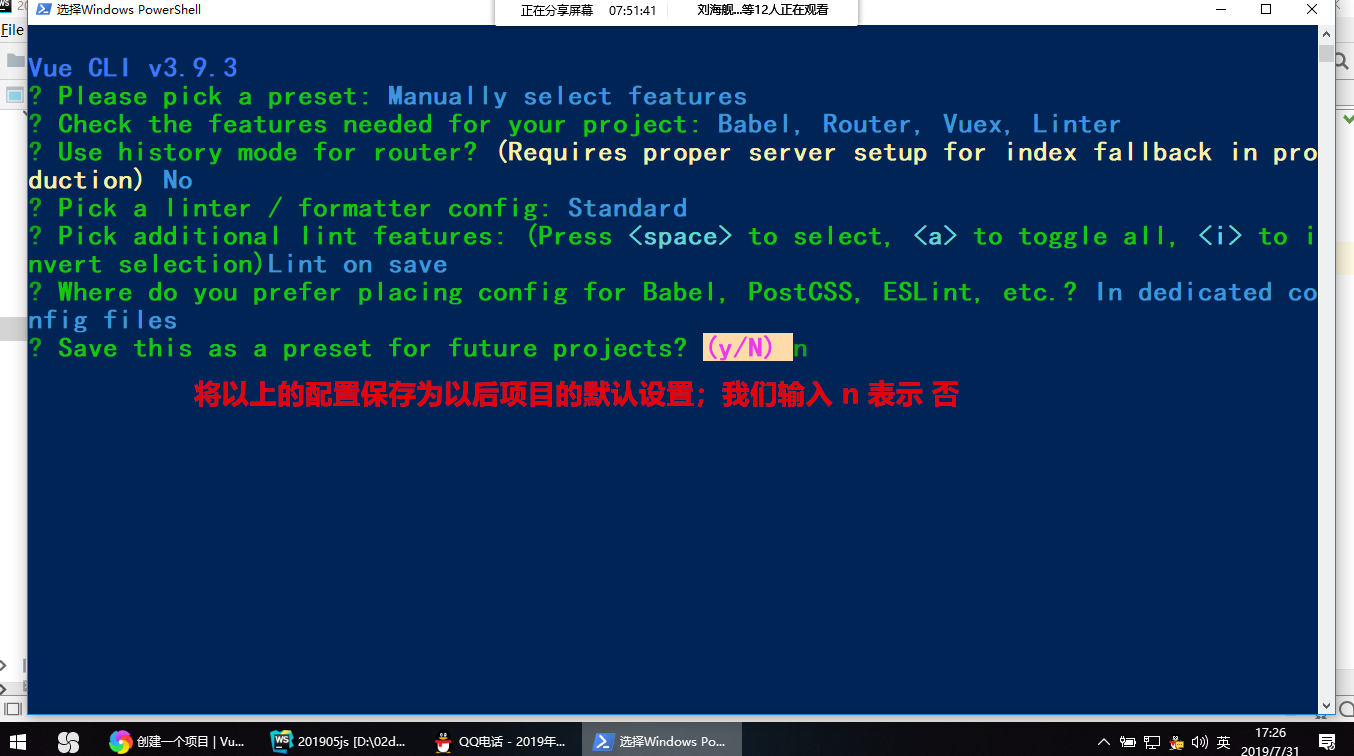 选择Windows PowerShell
正在分享屏幕 07:51:41 刘海舰...等12人正在观看
File
Vue CLI v3.9.3
? Please pick a preset: Manually select features
? Check the features needed for your project: Babel, Router, Vuex, Linter
? Use history mode for router? (Requires proper server setup for index fallback in pro
duction) No
? Pick a linter / formatter config: Standard
? Pick additional lint features: (Press <space> to select, <a> to toggle all, <i> to i
nvert selection)Lint on save
? Where do you prefer placing config for Babel, PostCSS, ESLint, etc.? In dedicated co
nfig files
? Save this as a preset for future projects? (y/N) n
将以上的配置保存为以后项目的默认设置；我们输入 n 表示 否
创建一个项目 | Vu...
WS 201905js [D:\02d...
QQ电话 - 2019年...
选择Windows Po...
英
17:26
2019/7/31